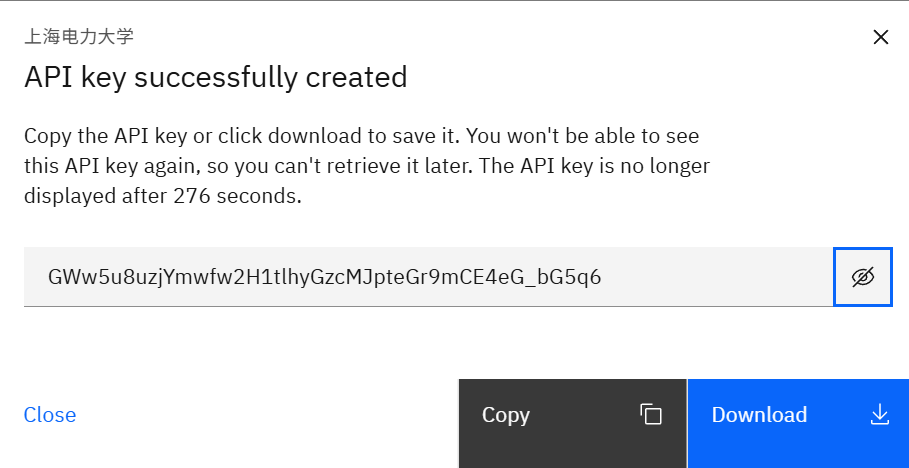 上海电力大学
API key successfully created
Copy the API key or click download to save it. You won't be able to see
this API key again, so you can't retrieve it later. The API key is no longer
displayed after 276 seconds.
GWw5u8uzjYmwfw2H1tlhyGzcMJpteGr9mCE4eG_bG5q6
Close
Copy
Download